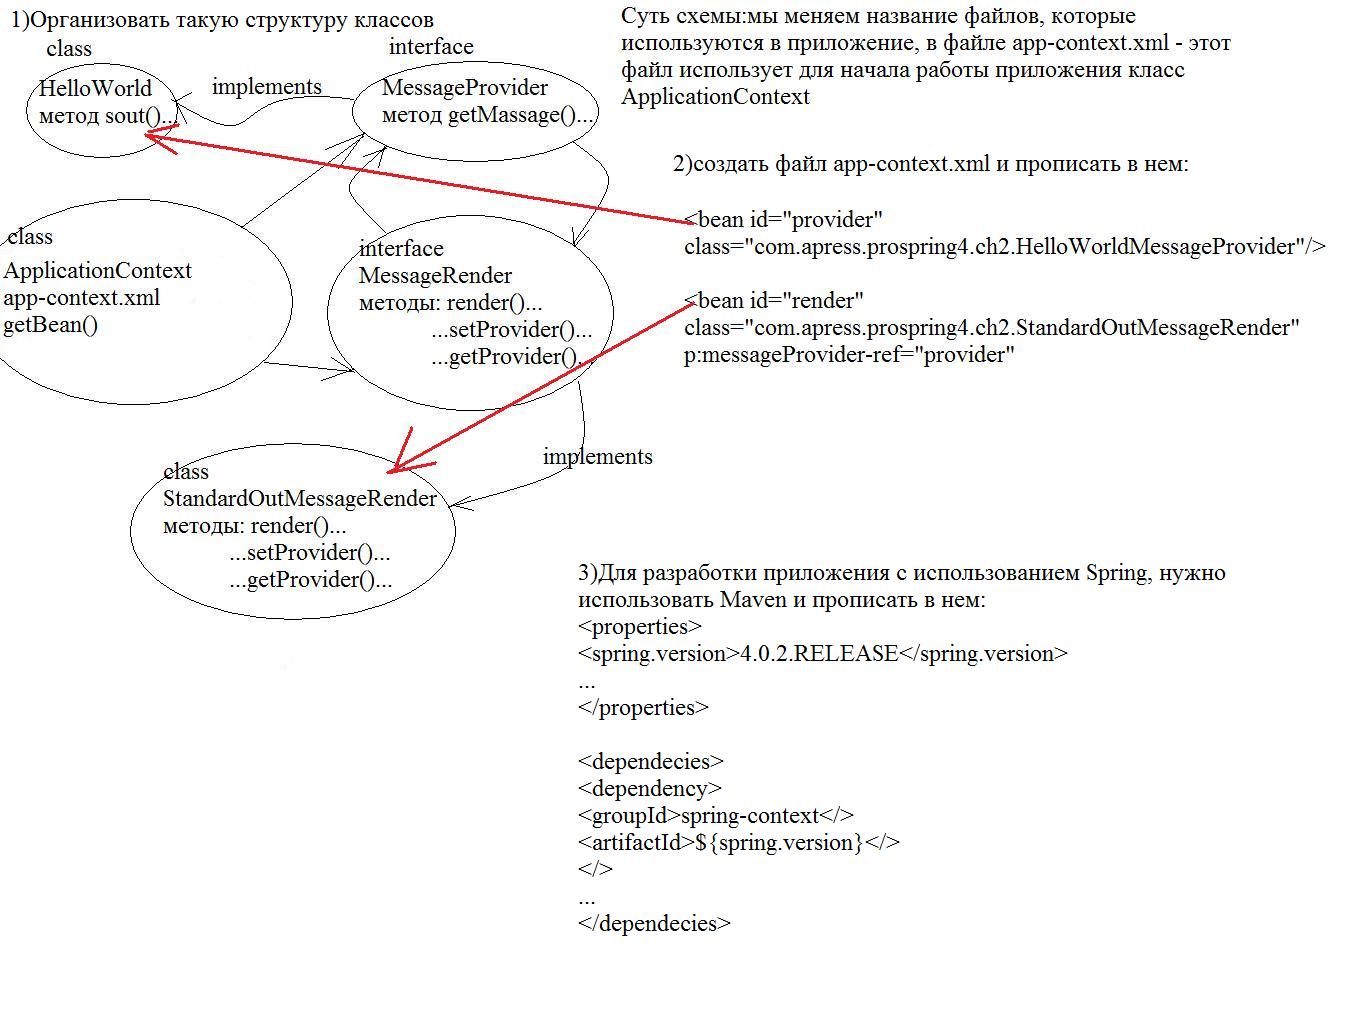 1)Организовать такую структуру классов
class
interface
HelloWorld
метод sout()...
implements
MessageProvider
метод getMassage()...
class
ApplicationContext
app-context.xml
getBean()
interface
MessageRender
методы: render()...
...setProvider()...
...getProvider()...
implements
class
StandardOutMessageRender
методы: render()...
...setProvider()...
...getProvider()...
Суть схемы:мы меняем название файлов, которые
используются в приложение, в файле app-context.xml - этот
файл использует для начала работы приложения класс
ApplicationContext
2)создать файл app-context.xml и прописать в нем:
<bean id="provider"
class="com.apress.prospring4.ch2.HelloWorldMessageProvider"/>
<bean id="render"
class="com.apress.prospring4.ch2.StandardOutMessageRender"
p:messageProvider-ref="provider"
3)Для разработки приложения с использованием Spring, нужно
использовать Maven и прописать в нем:
<properties>
<spring.version>4.0.2.RELEASE</spring.version>
...
</properties>
<dependecies>
<dependency>
<groupId>spring-context</>
<artifactId>${spring.version}</>
</>
...
</dependecies>